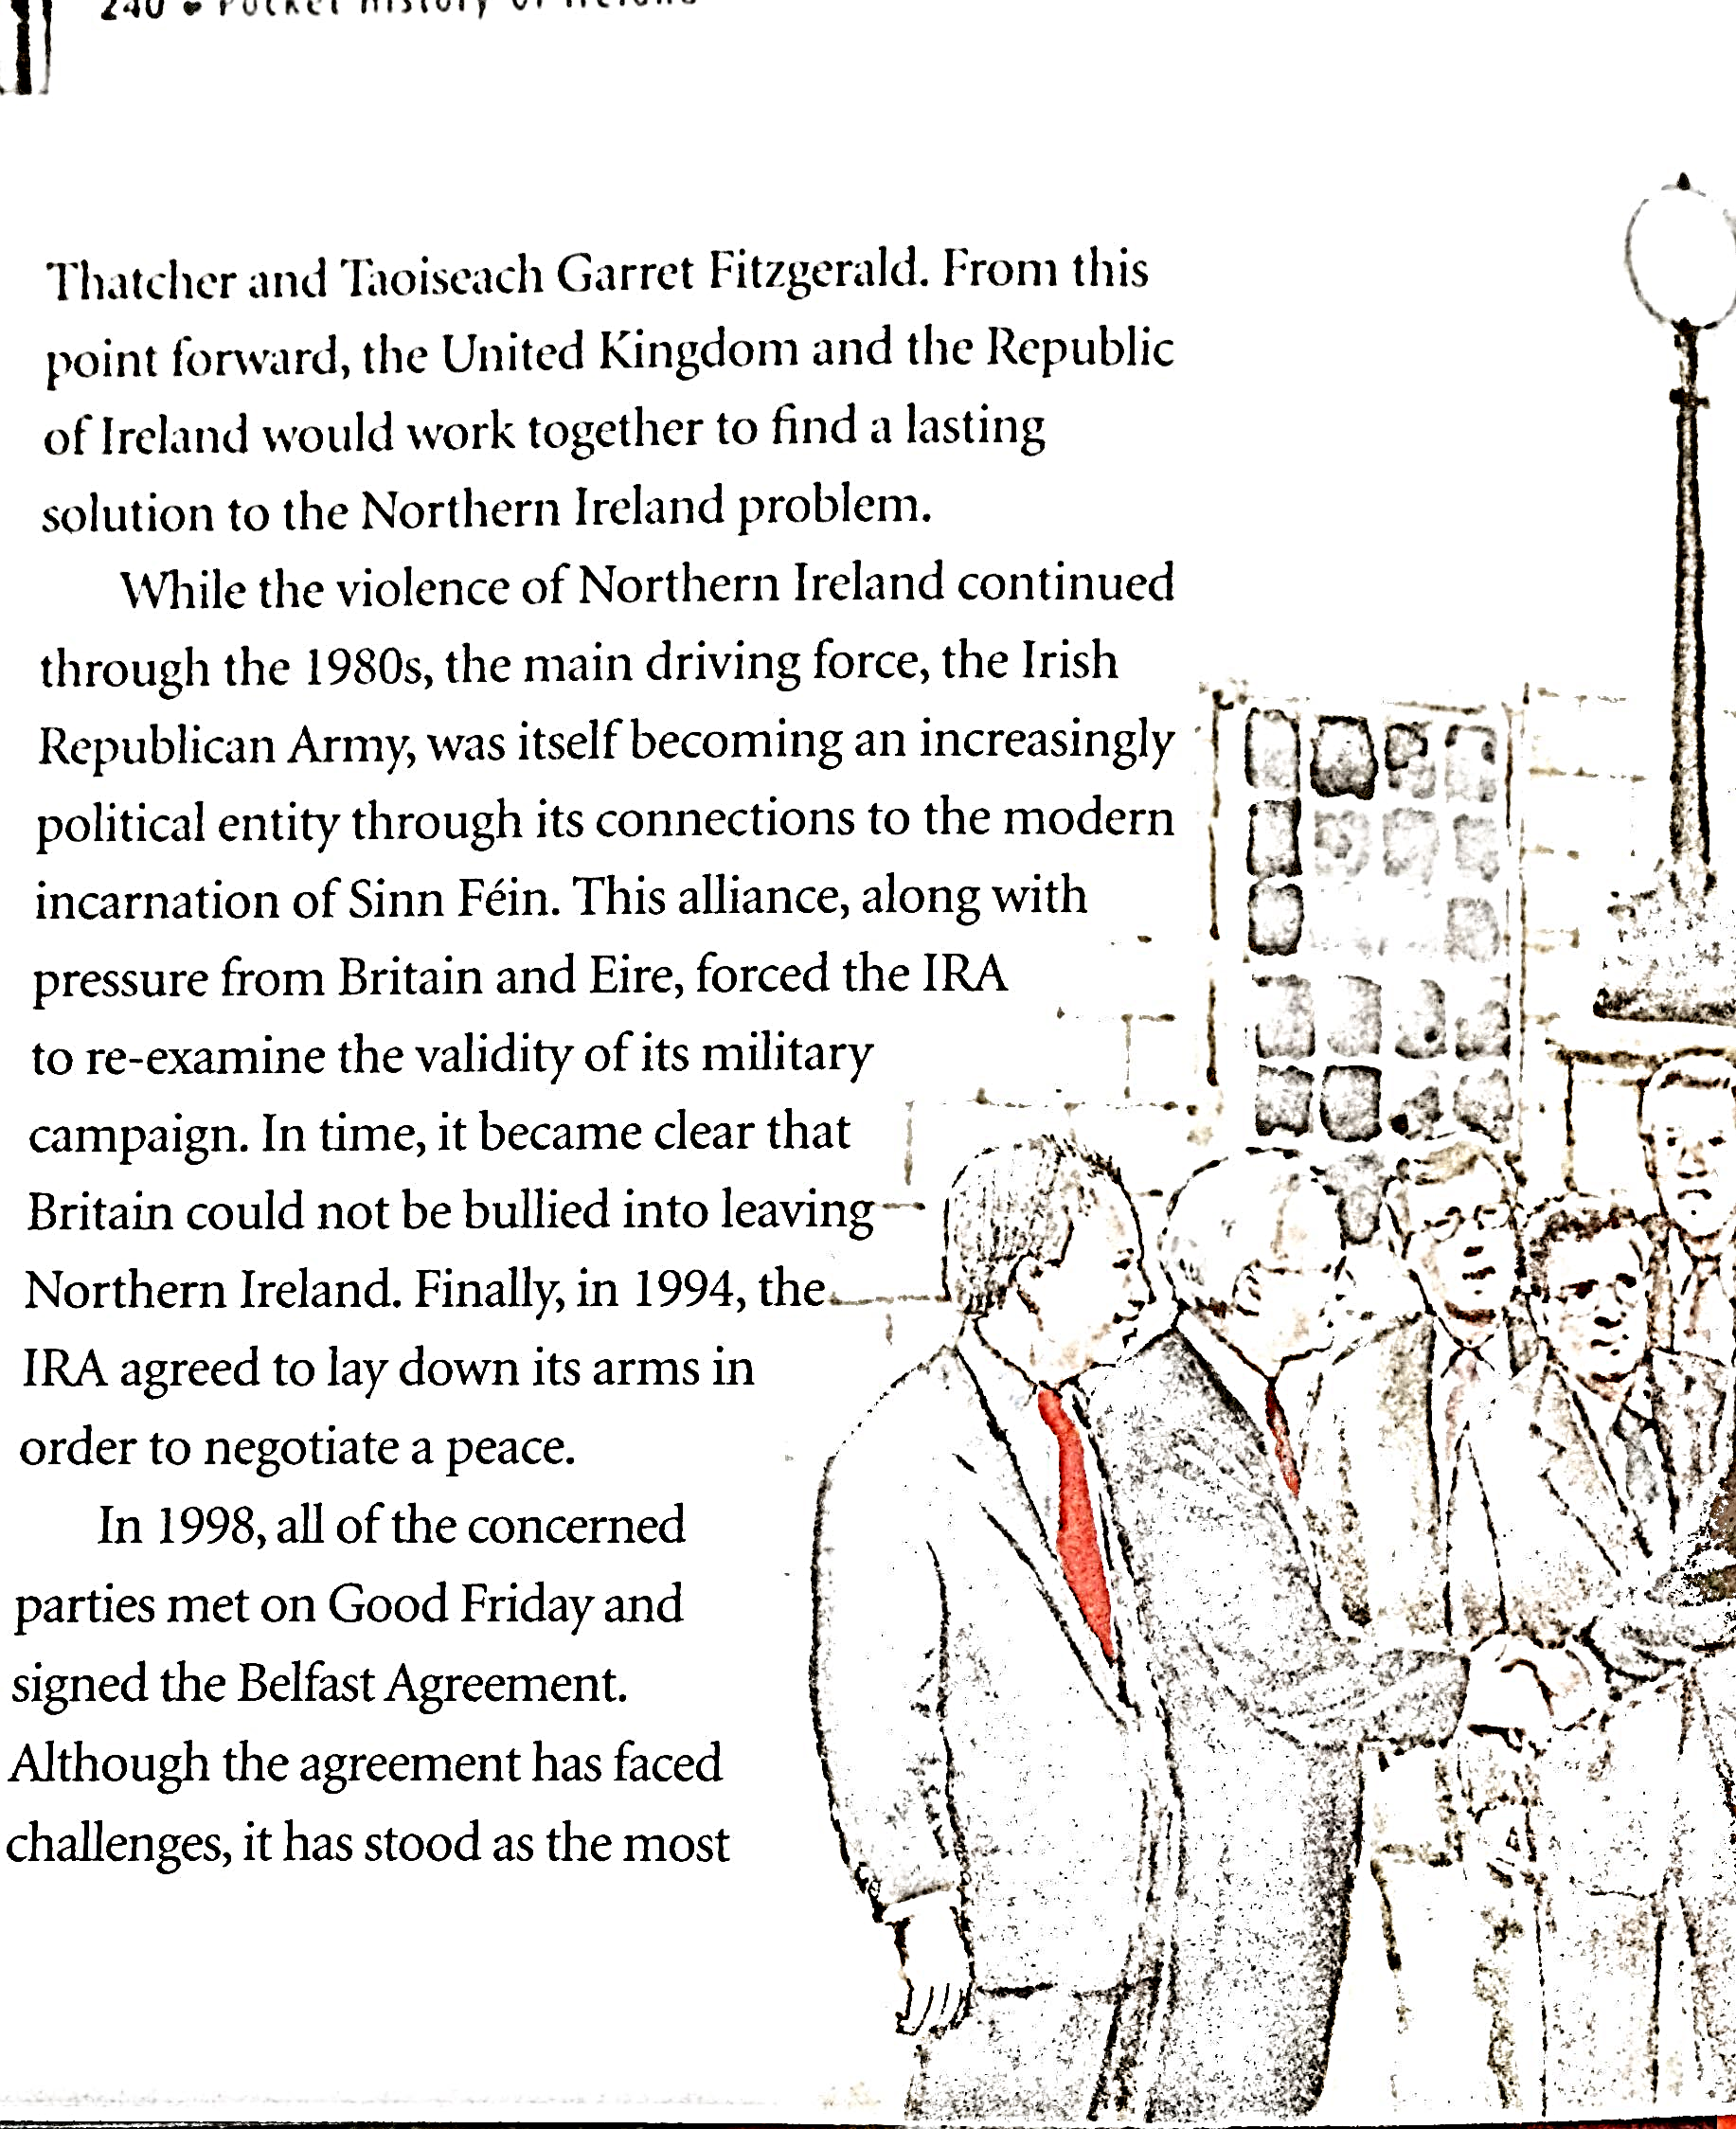 240 • Pocket History of Ireland
Thatcher and Taoiseach Garret Fitzgerald. From this
point forward, the United Kingdom and the Republic
of Ireland would work together to find a lasting
solution to the Northern Ireland problem.
While the violence of Northern Ireland continued
through the 1980s, the main driving force, the Irish
Republican Army, was itself becoming an increasingly
political entity through its connections to the modern
incarnation of Sinn Féin. This alliance, along with
pressure from Britain and Eire, forced the IRA
to re-examine the validity of its military
campaign. In time, it became clear that
Britain could not be bullied into leaving
Northern Ireland. Finally, in 1994, the
IRA agreed to lay down its arms in
order to negotiate a peace.
In 1998, all of the concerned
parties met on Good Friday and
signed the Belfast Agreement.
Although the agreement has faced
challenges, it has stood as the most